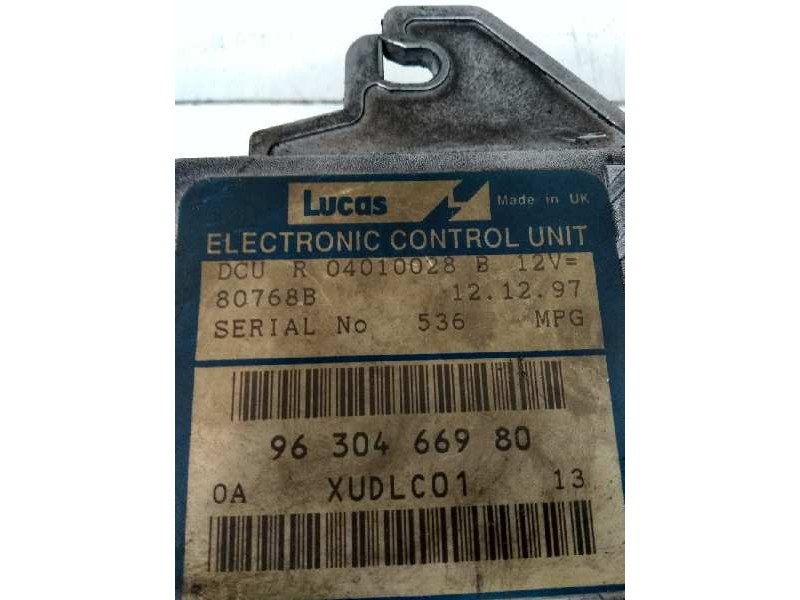 Lucas Made in UK
ELECTRONIC CONTROL UNIT
DCU R 04010028 B 12V=
80768B 12.12.97
SERIAL No 536 MPG
96 304 669 80
0A XUDLC01 13